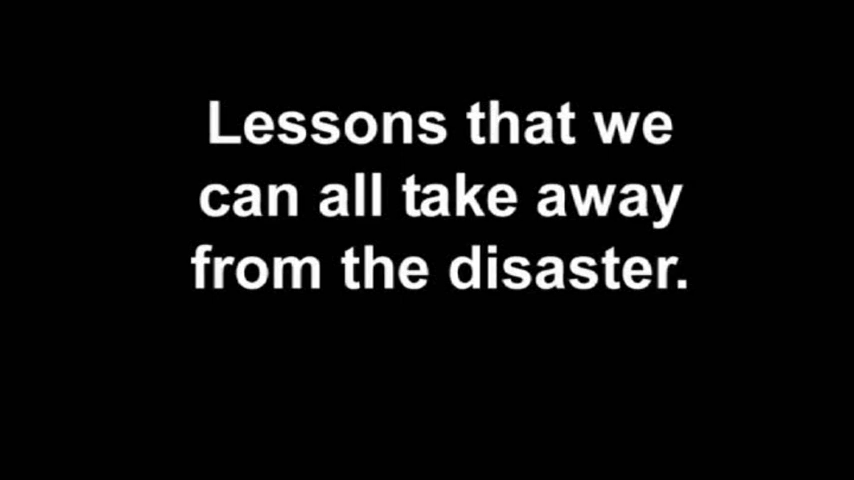 Lessons that we
can all take away
from the disaster.